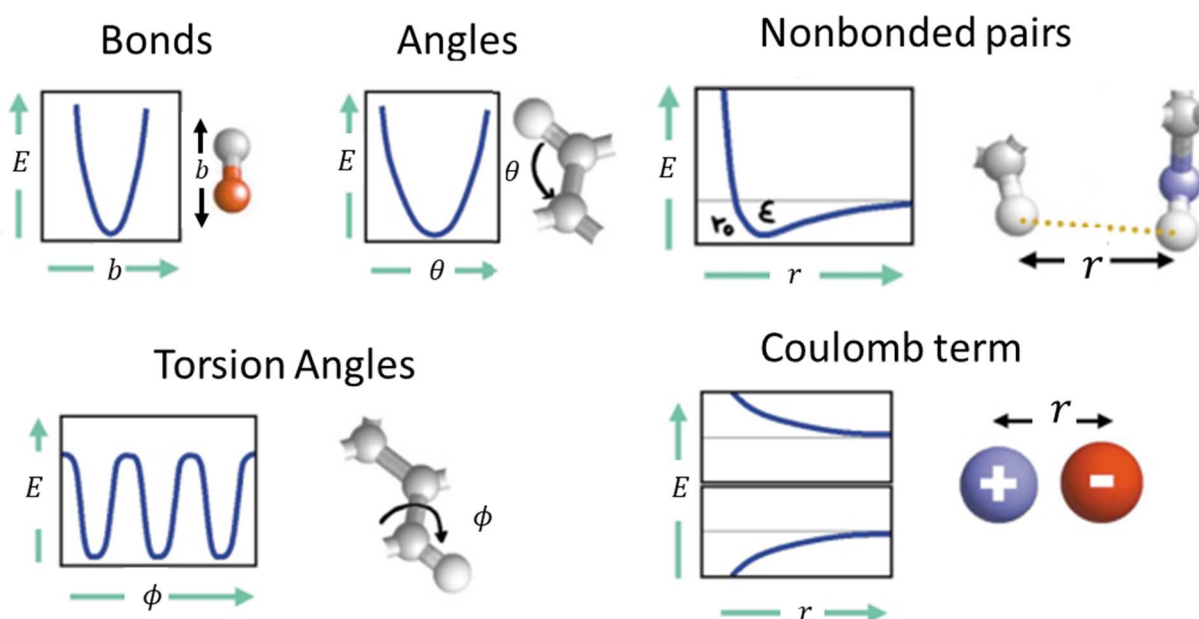 Bonds
E
b
b
Angles
E
θ
θ
Nonbonded pairs
E
r₀
ε
r
r
Torsion Angles
E
ϕ
ϕ
Coulomb term
E
r
r
+
-